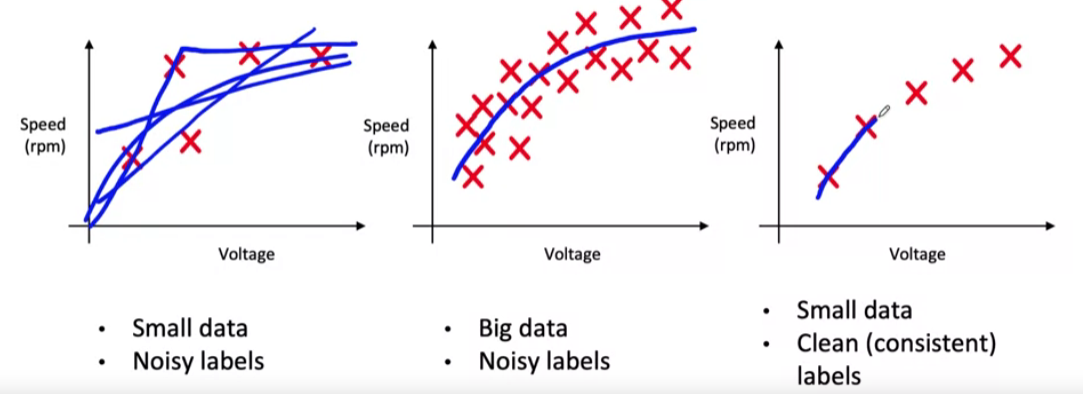 Speed
(rpm)
Voltage
• Small data
• Noisy labels
Speed
(rpm)
Voltage
• Big data
• Noisy labels
Speed
(rpm)
Voltage
• Small data
• Clean (consistent)
labels